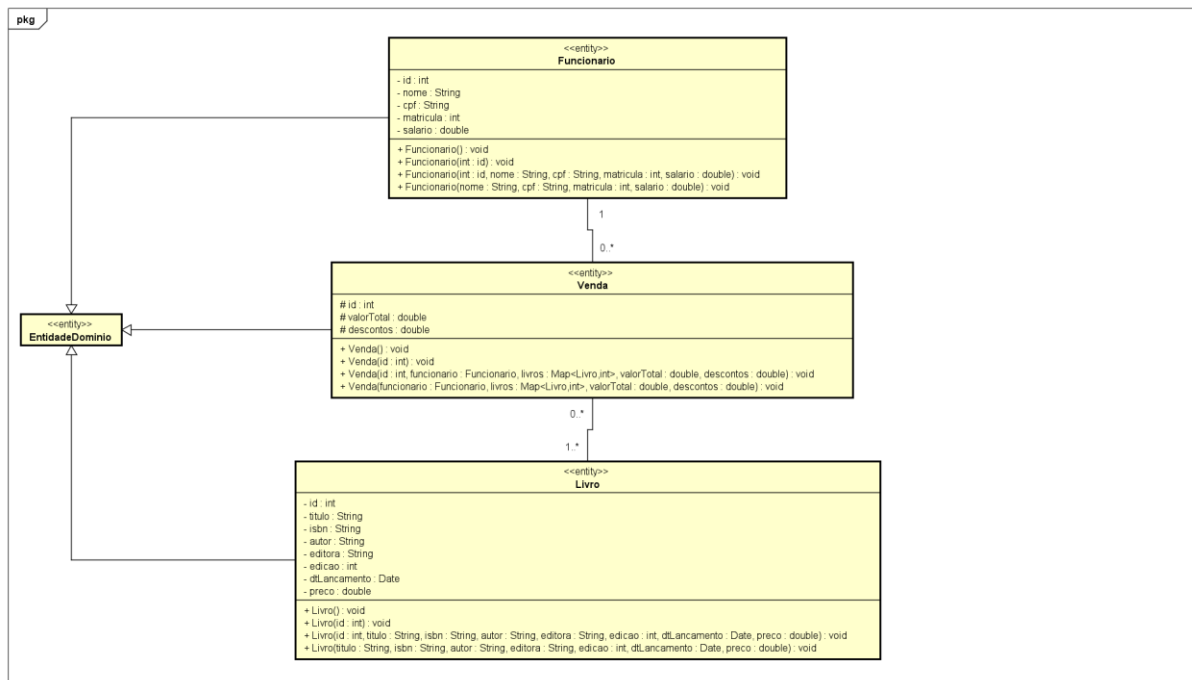 pkg
<<entity>>
Funcionario
- id : int
- nome : String
- cpf : String
- matricula : int
- salario : double
+ Funcionario() : void
+ Funcionario(int : id) : void
+ Funcionario(int : id, nome : String, cpf : String, matricula : int, salario : double) : void
+ Funcionario(nome : String, cpf : String, matricula : int, salario : double) : void
1
0..*
<<entity>>
Venda
# id : int
# valorTotal : double
# descontos : double
+ Venda() : void
+ Venda(id : int) : void
+ Venda(id : int, funcionario : Funcionario, livros : Map<Livro,int>, valorTotal : double, descontos : double) : void
+ Venda(funcionario : Funcionario, livros : Map<Livro,int>, valorTotal : double, descontos : double) : void
<<entity>>
EntidadeDominio
0..*
1..*
<<entity>>
Livro
- id : int
- titulo : String
- isbn : String
- autor : String
- editora : String
- edicao : int
- dtLancamento : Date
- preco : double
+ Livro() : void
+ Livro(id : int) : void
+ Livro(id : int, titulo : String, isbn : String, autor : String, editora : String, edicao : int, dtLancamento : Date, preco : double) : void
+ Livro(titulo : String, isbn : String, autor : String, editora : String, edicao : int, dtLancamento : Date, preco : double) : void